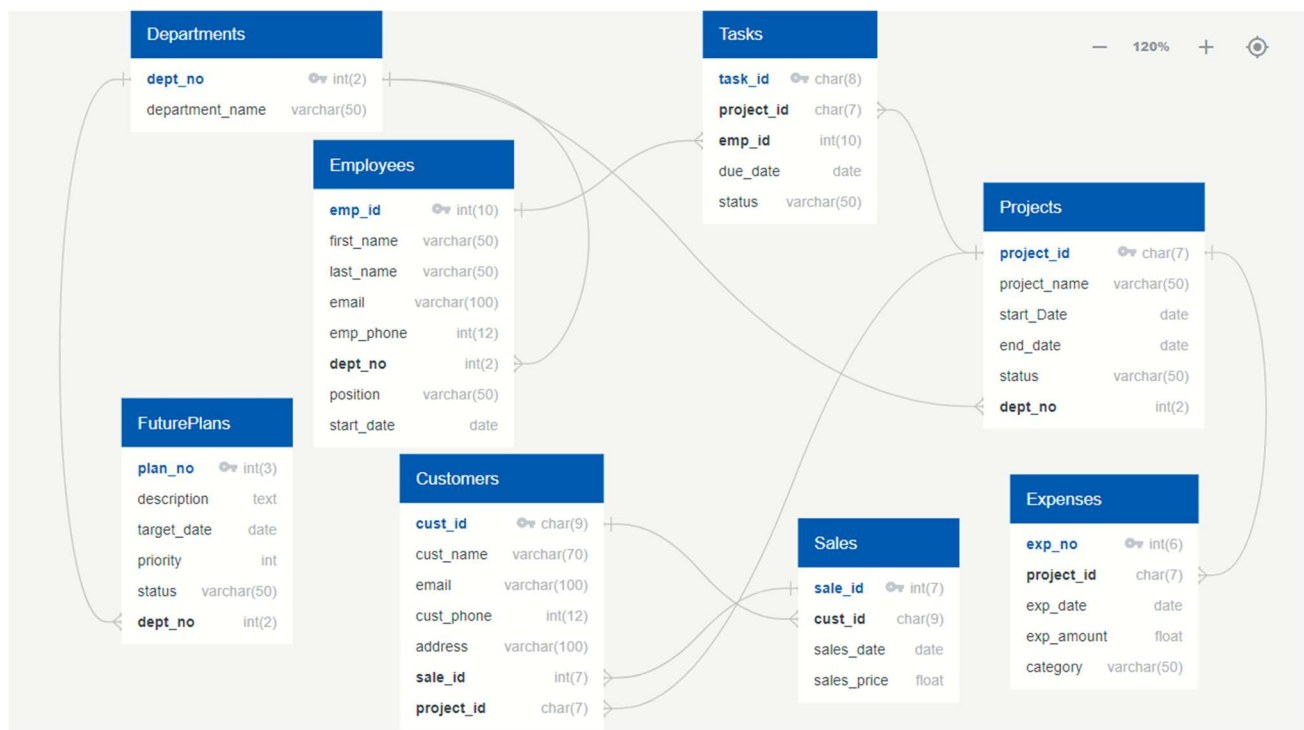 Departments
dept_no int(2)
department_name varchar(50)
Tasks
task_id char(8)
project_id char(7)
emp_id int(10)
due_date date
status varchar(50)
120%
Employees
emp_id int(10)
first_name varchar(50)
last_name varchar(50)
email varchar(100)
emp_phone int(12)
dept_no int(2)
position varchar(50)
start_date date
Projects
project_id char(7)
project_name varchar(50)
start_Date date
end_date date
status varchar(50)
dept_no int(2)
FuturePlans
plan_no int(3)
description text
target_date date
priority int
status varchar(50)
dept_no int(2)
Customers
cust_id char(9)
cust_name varchar(70)
email varchar(100)
cust_phone int(12)
address varchar(100)
sale_id int(7)
project_id char(7)
Sales
sale_id int(7)
cust_id char(9)
sales_date date
sales_price float
Expenses
exp_no int(6)
project_id char(7)
exp_date date
exp_amount float
category varchar(50)